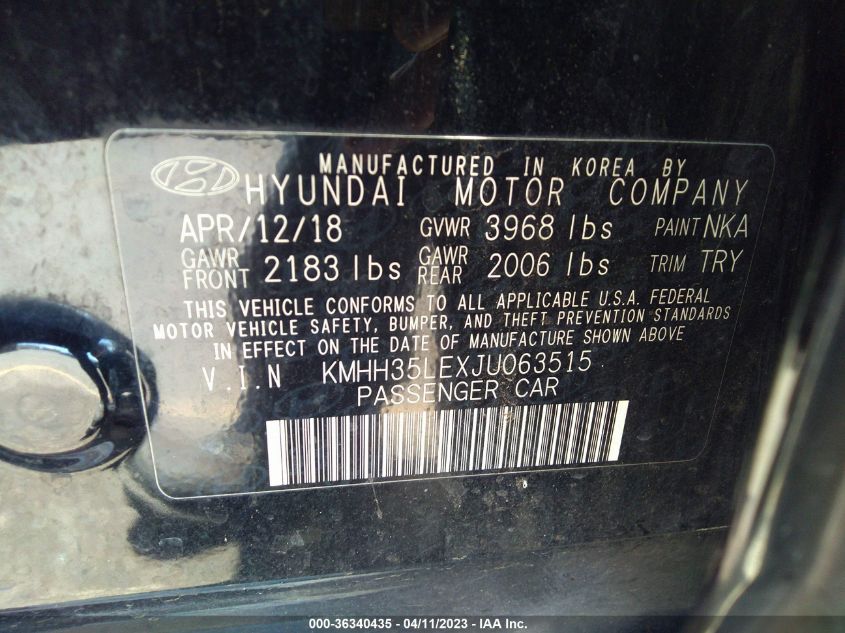 MANUFACTURED IN KOREA BY
HYUNDAI MOTOR COMPANY
APR/12/18 GVWR 3968 lbs PAINT NKA
GAWR FRONT 2183 lbs GAWR REAR 2006 lbs TRIM TRY
THIS VEHICLE CONFORMS TO ALL APPLICABLE U.S.A. FEDERAL
MOTOR VEHICLE SAFETY, BUMPER, AND THEFT PREVENTION STANDARDS
IN EFFECT ON THE DATE OF MANUFACTURE SHOWN ABOVE
V.I.N KMHH35LEXJU063515
PASSENGER CAR
000-36340435 - 04/11/2023 - IAA Inc.